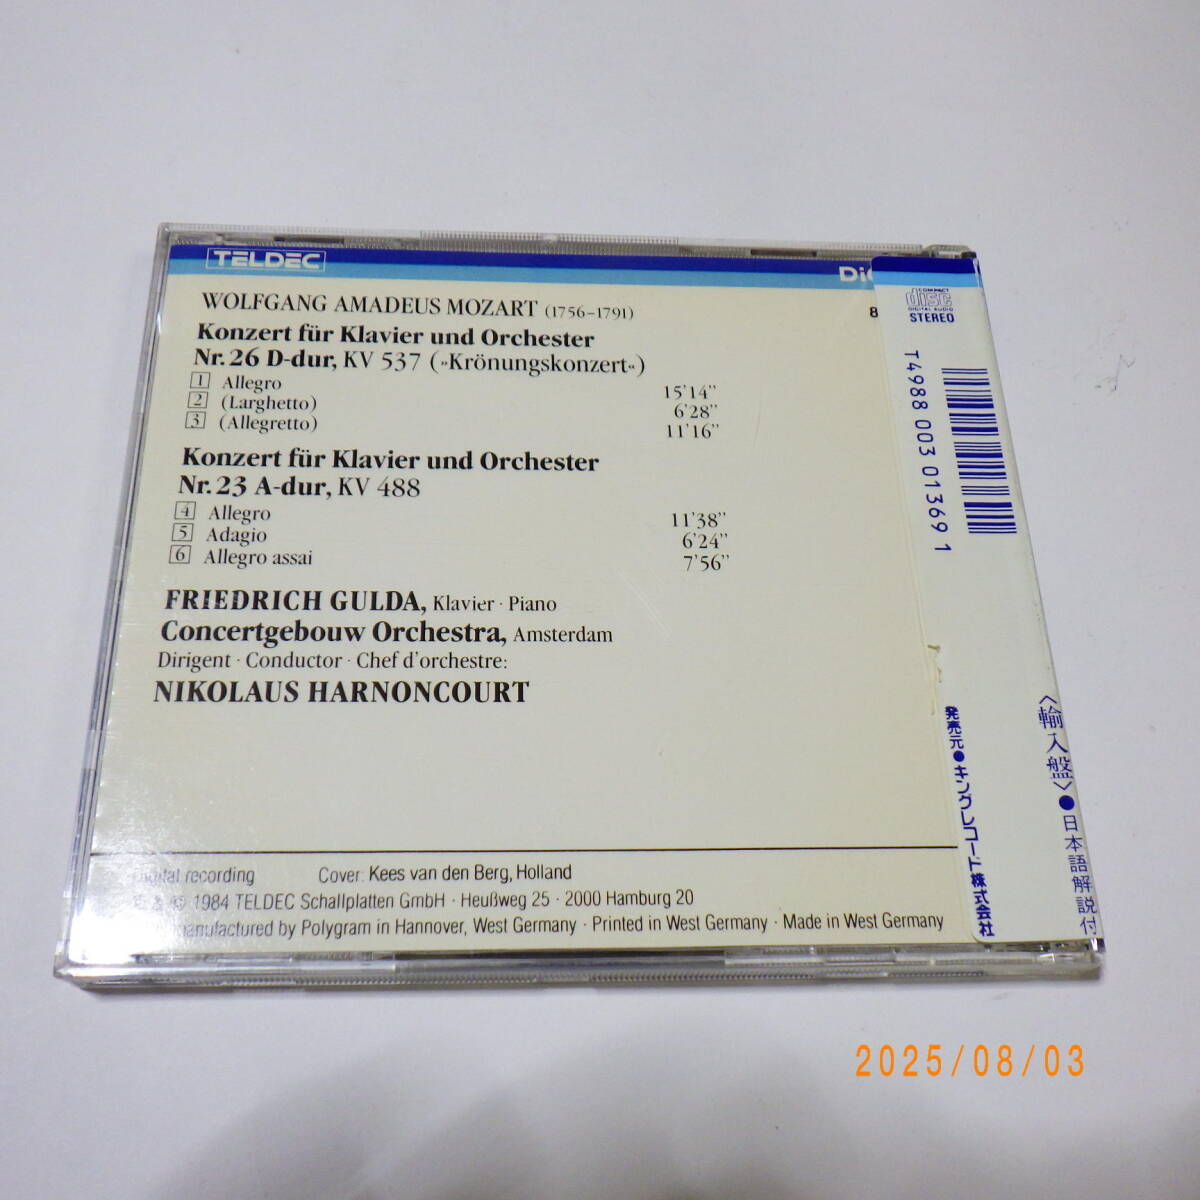 TELDEC
WOLFGANG AMADEUS MOZART (1756–1791)
Konzert für Klavier und Orchester
Nr. 26 D-dur, KV 537 (»Krönungskonzert«)
1 Allegro 15'14"
2 (Larghetto) 6'28"
3 (Allegretto) 11'16"
Konzert für Klavier und Orchester
Nr. 23 A-dur, KV 488
4 Allegro 11'38"
5 Adagio 6'24"
6 Allegro assai 7'56"
FRIEDRICH GULDA, Klavier · Piano
Concertgebouw Orchestra, Amsterdam
Dirigent · Conductor · Chef d'orchestre:
NIKOLAUS HARNONCOURT
Digital recording Cover: Kees van den Berg, Holland
℗ 1984 TELDEC Schallplatten GmbH · Heußweg 25 · 2000 Hamburg 20
manufactured by Polygram in Hannover, West Germany · Printed in West Germany · Made in West Germany
COMPACT
disc
DIGITAL AUDIO
STEREO
T4988 003 01369 1
発売元●キングレコード株式会社
〈輸入盤〉●日本語解説付
2025/08/03